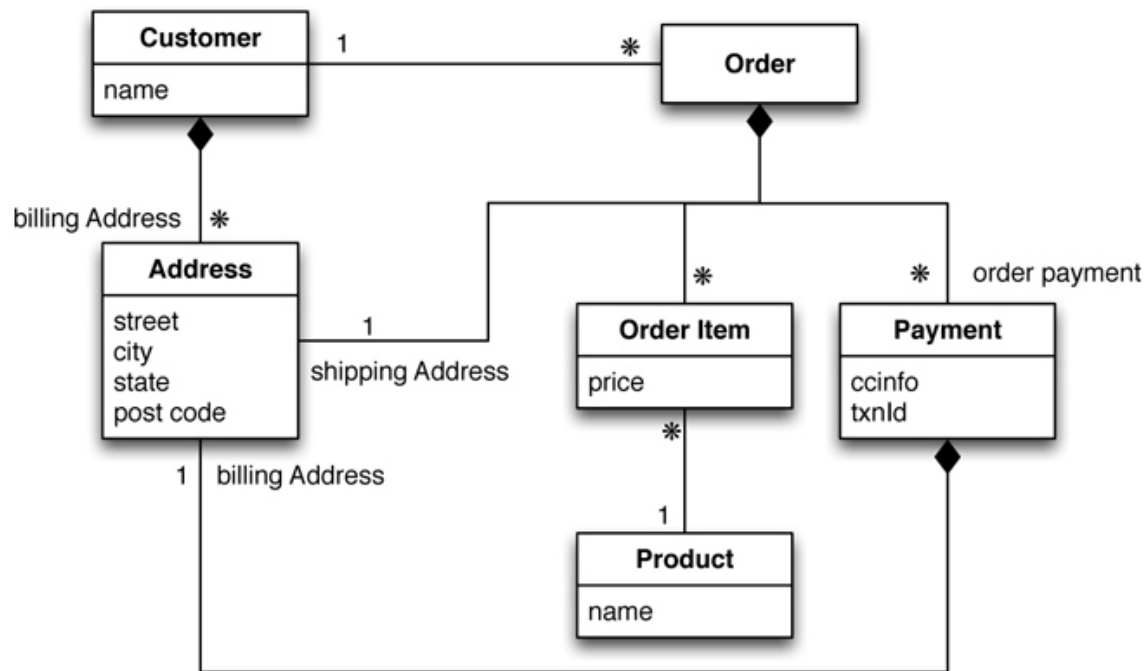 Customer
name
1
*
Order
billing Address
*
Address
street
city
state
post code
1
shipping Address
*
Order Item
price
*
order payment
Payment
ccinfo
txnId
*
1
Product
name
1
billing Address